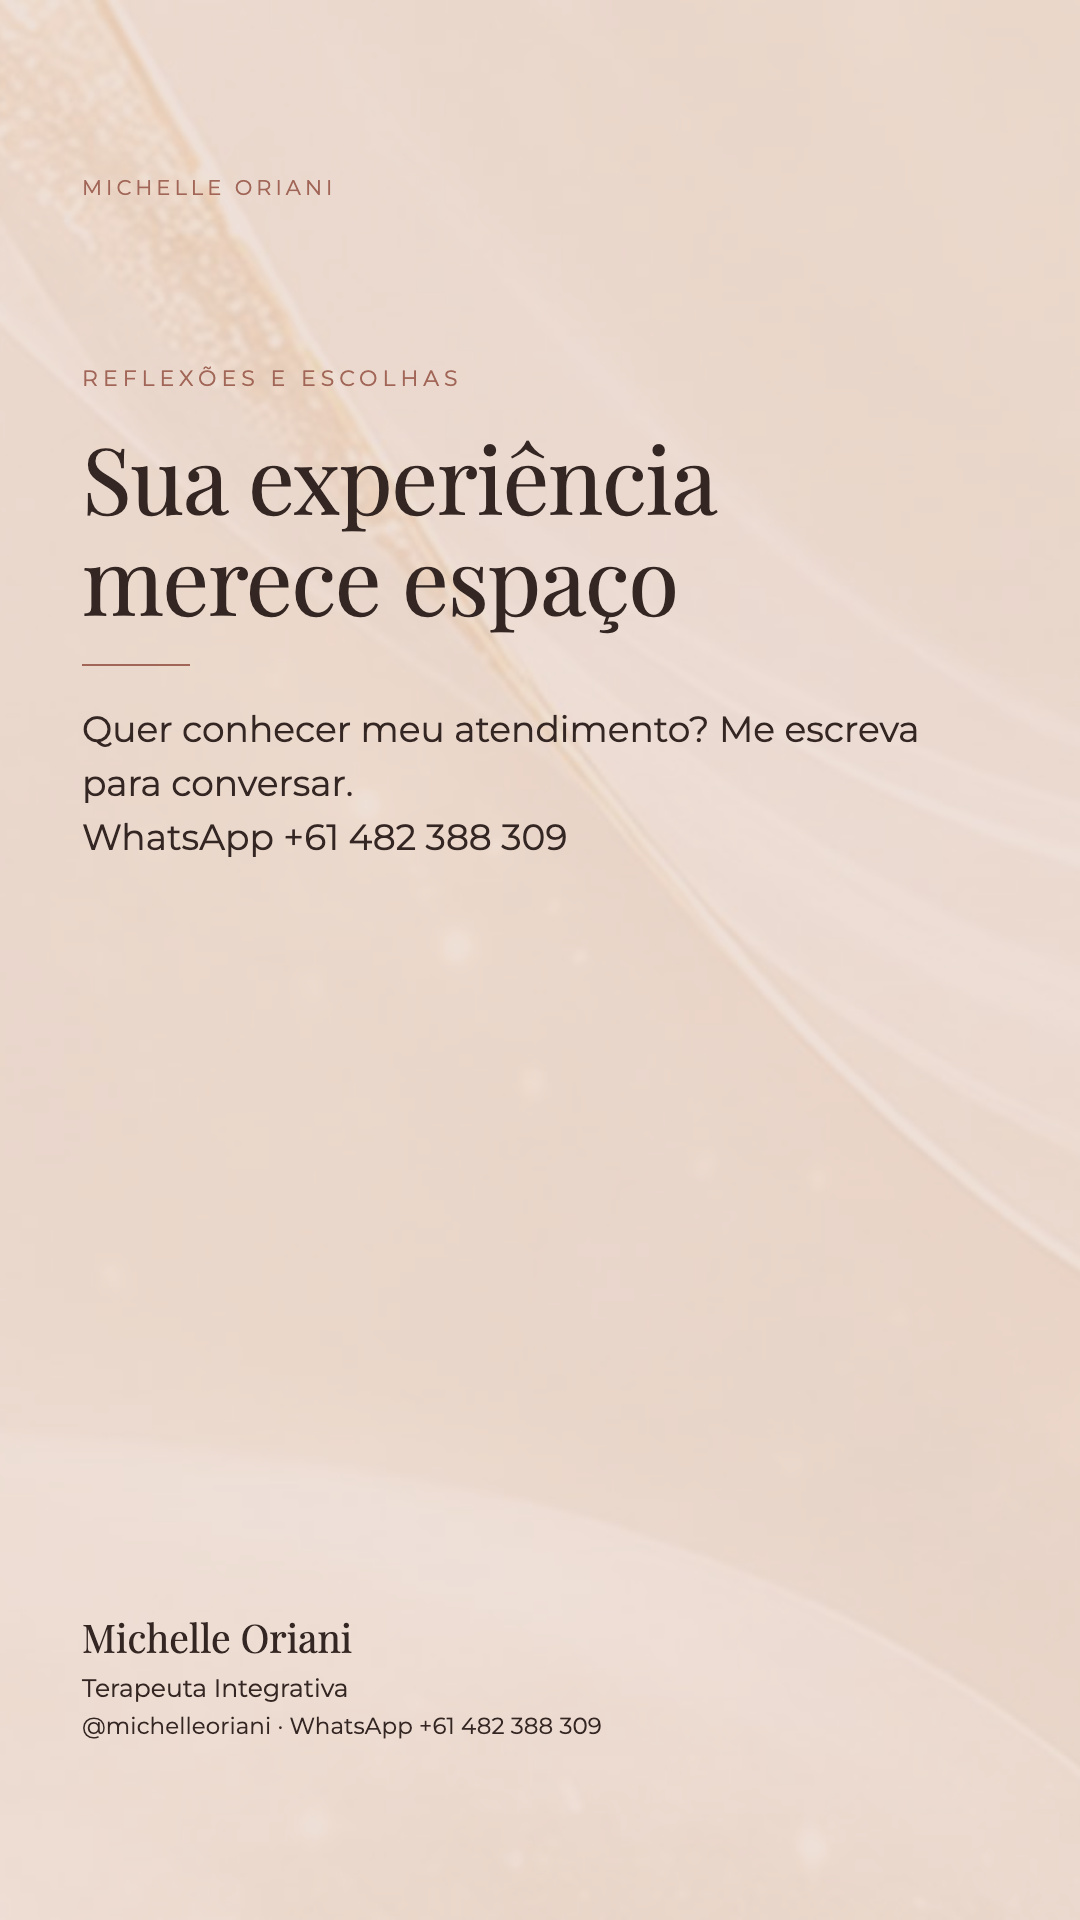 MICHELLE ORIANI
REFLEXÕES E ESCOLHAS
Sua experiência
merece espaço
Quer conhecer meu atendimento? Me escreva
para conversar.
WhatsApp +61 482 388 309
Michelle Oriani
Terapeuta Integrativa
@michelleoriani · WhatsApp +61 482 388 309